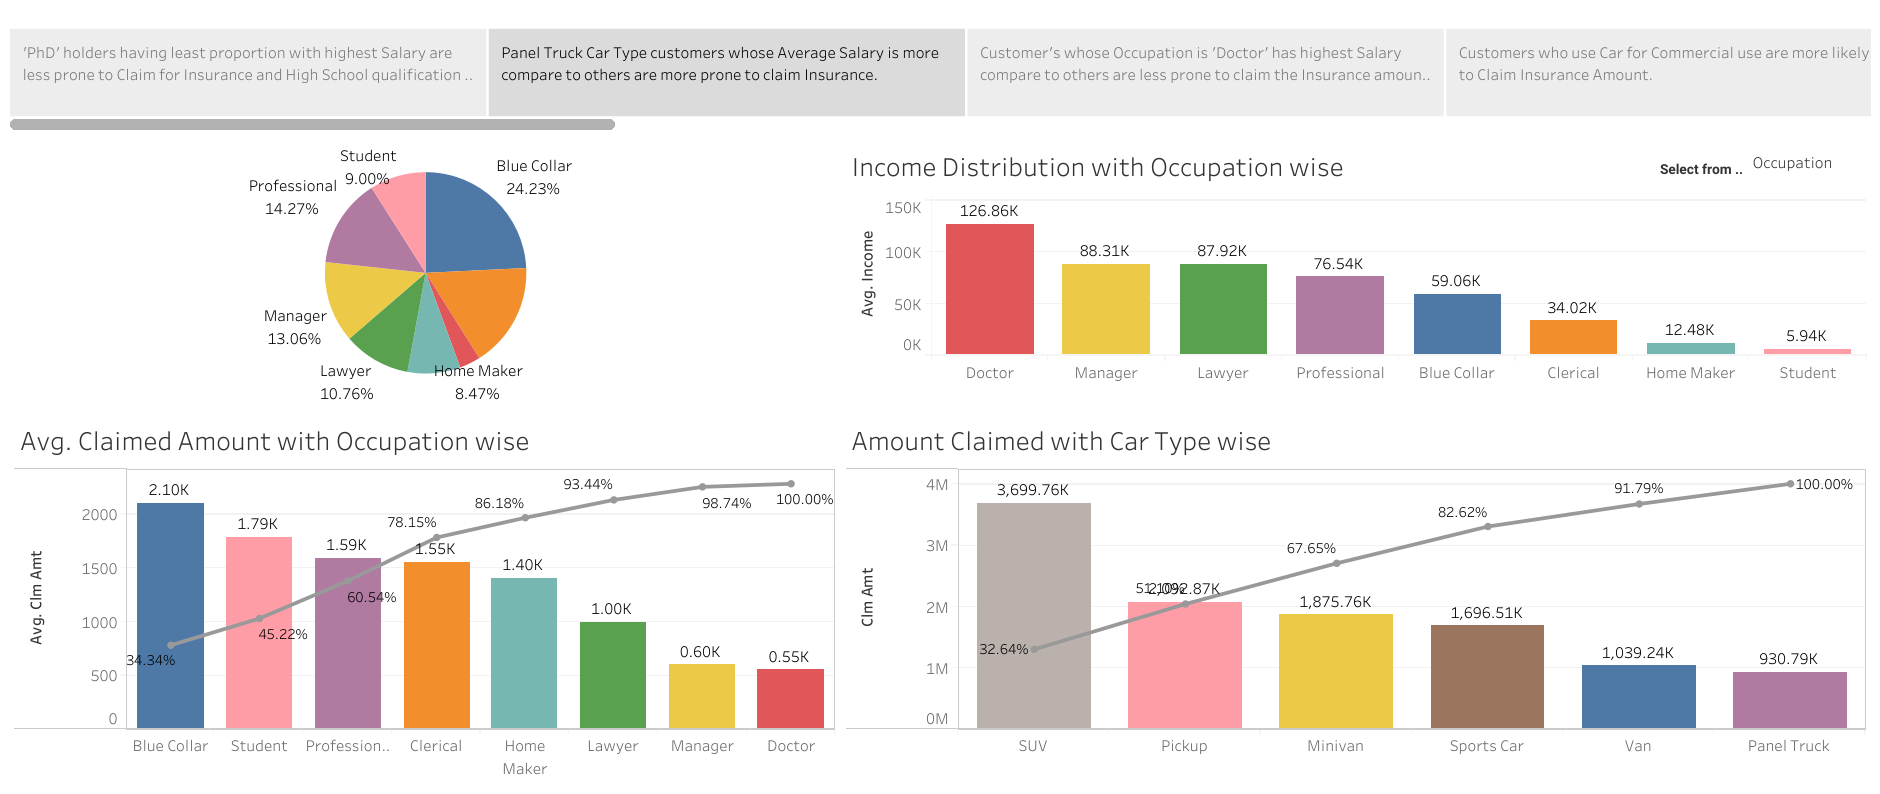 'PhD' holders having least proportion with highest Salary are
less prone to Claim for Insurance and High School qualification ..
Panel Truck Car Type customers whose Average Salary is more
compare to others are more prone to claim Insurance.
Customer's whose Occupation is 'Doctor' has highest Salary
compare to others are less prone to claim the Insurance amoun..
Customers who use Car for Commercial use are more likely
to Claim Insurance Amount.
Student
9.00%
Blue Collar
24.23%
Professional
14.27%
Manager
13.06%
Lawyer
10.76%
Home Maker
8.47%
Income Distribution with Occupation wise
Select from ..
Occupation
Avg. Income
150K
100K
50K
0K
126.86K
88.31K
87.92K
76.54K
59.06K
34.02K
12.48K
5.94K
Doctor
Manager
Lawyer
Professional
Blue Collar
Clerical
Home Maker
Student
Avg. Claimed Amount with Occupation wise
Avg. Clm Amt
2000
1500
1000
500
0
2.10K
1.79K
1.59K
1.55K
1.40K
1.00K
0.60K
0.55K
34.34%
45.22%
60.54%
78.15%
86.18%
93.44%
98.74%
100.00%
Blue Collar
Student
Profession..
Clerical
Home
Maker
Lawyer
Manager
Doctor
Amount Claimed with Car Type wise
Clm Amt
4M
3M
2M
1M
0M
3,699.76K
2,092.87K
1,875.76K
1,696.51K
1,039.24K
930.79K
32.64%
51.10%
67.65%
82.62%
91.79%
100.00%
SUV
Pickup
Minivan
Sports Car
Van
Panel Truck